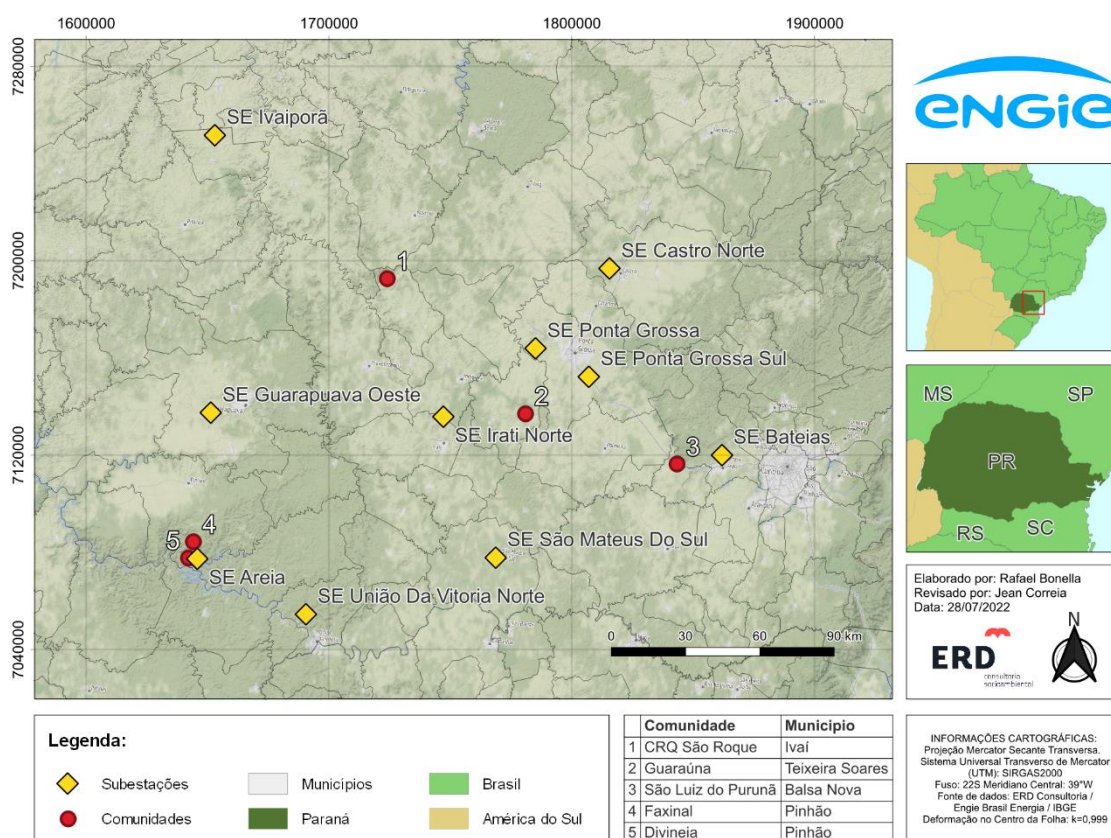 1600000
1700000
1800000
1900000
7280000
7200000
7120000
7040000
SE Ivaiporã
1
SE Castro Norte
SE Ponta Grossa
SE Ponta Grossa Sul
SE Guarapuava Oeste
2
SE Irati Norte
3
SE Bateias
4
5
SE Areia
SE São Mateus Do Sul
SE União Da Vitoria Norte
0 30 60 90 km
ENGIE
MS
SP
PR
RS
SC
Elaborado por: Rafael Bonella
Revisado por: Jean Correia
Data: 28/07/2022
N
ERD
consultoria
socioambiental
Legenda:
Subestações
Municípios
Brasil
Comunidades
Paraná
América do Sul
Comunidade Municipio
1 CRQ São Roque Ivaí
2 Guaraúna Teixeira Soares
3 São Luiz do Purunã Balsa Nova
4 Faxinal Pinhão
5 Divineia Pinhão
INFORMAÇÕES CARTOGRÁFICAS:
Projeção Mercator Secante Transversa.
Sistema Universal Transverso de Mercator
(UTM): SIRGAS2000
Fuso: 22S Meridiano Central: 39°W
Fonte de dados: ERD Consultoria /
Engie Brasil Energia / IBGE
Deformação no Centro da Folha: k=0,999